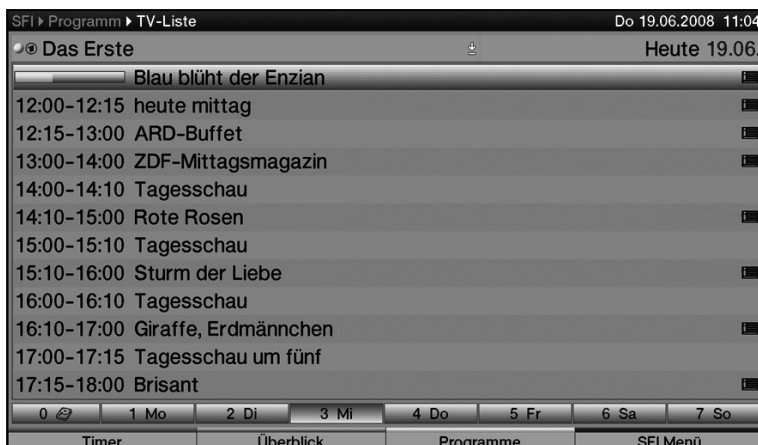 SFI Programm TV-Liste Do 19.06.2008 11:04
Das Erste Heute 19.06.
Blau blüht der Enzian
12:00-12:15 heute mittag
12:15-13:00 ARD-Buffet
13:00-14:00 ZDF-Mittagsmagazin
14:00-14:10 Tagesschau
14:10-15:00 Rote Rosen
15:00-15:10 Tagesschau
15:10-16:00 Sturm der Liebe
16:00-16:10 Tagesschau
16:10-17:00 Giraffe, Erdmännchen
17:00-17:15 Tagesschau um fünf
17:15-18:00 Brisant
0 1 Mo 2 Di 3 Mi 4 Do 5 Fr 6 Sa 7 So
Timer Überblick Programme SFI Menü